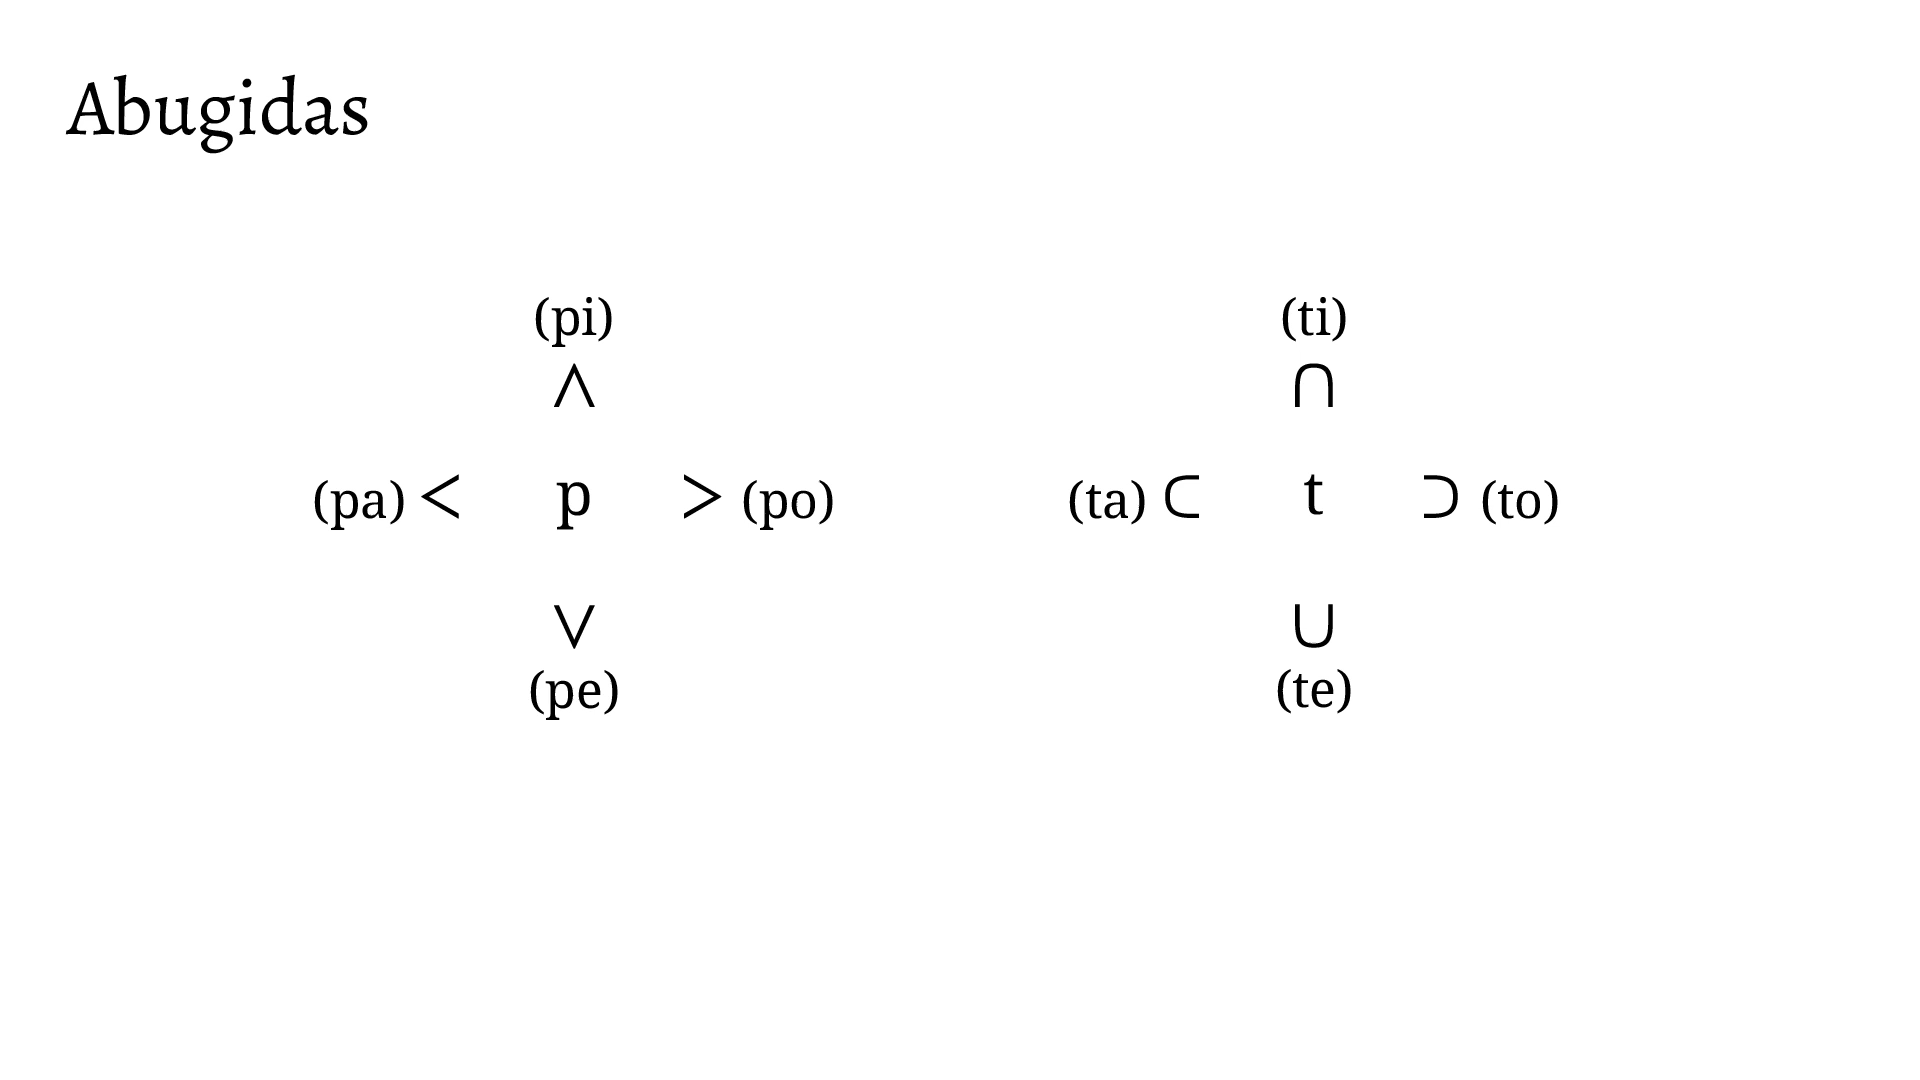 Abugidas
(pi) (ti)
∧ ∩
(pa) < p > (po) (ta) ⊂ t ⊃ (to)
∨ ∪
(pe) (te)